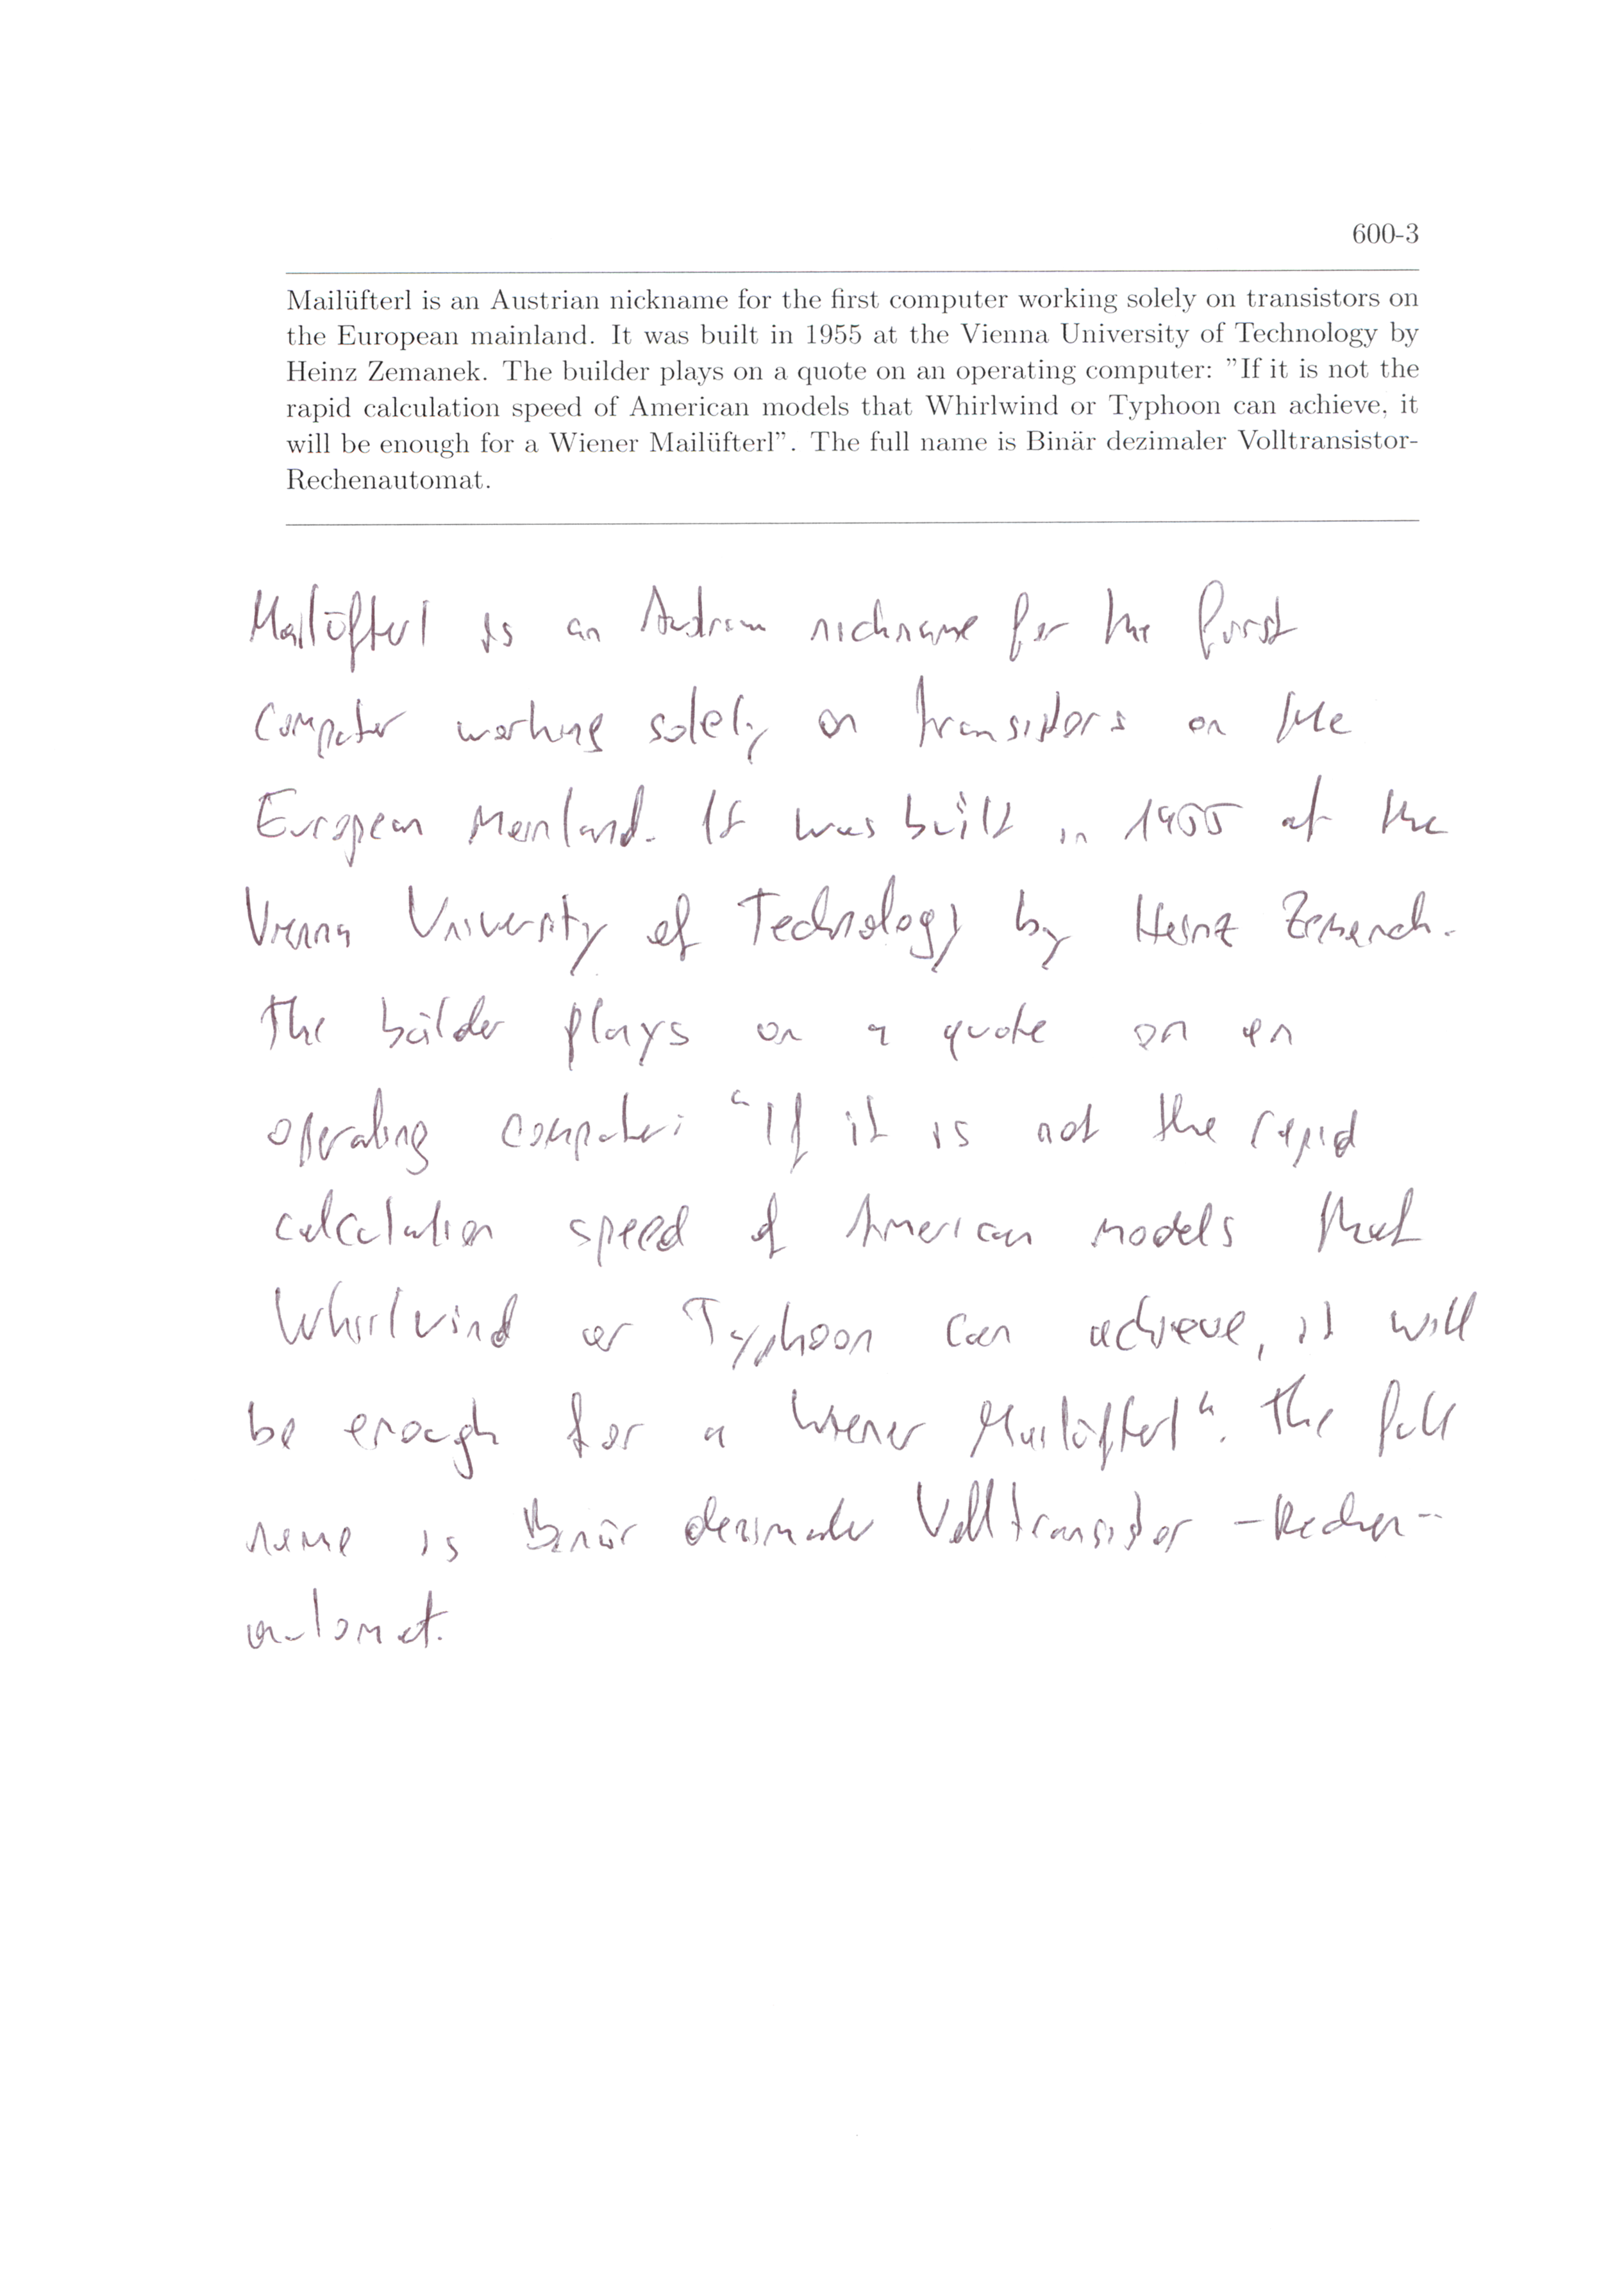 600-3
Mailüfterl is an Austrian nickname for the first computer working solely on transistors on
the European mainland. It was built in 1955 at the Vienna University of Technology by
Heinz Zemanek. The builder plays on a quote on an operating computer: ”If it is not the
rapid calculation speed of American models that Whirlwind or Typhoon can achieve, it
will be enough for a Wiener Mailüfterl”. The full name is Binär dezimaler Volltransistor-
Rechenautomat.
Mailüfterl is an Austrian nickname for the first
computer working solely on transistors on the
European Mainland. It was built in 1955 at the
Vienna University of Technology by Heinz Zemanek.
The builder plays on a quote on an
operating computer: “If it is not the rapid
calculation speed of American models that
Whirlwind or Typhoon can achieve, it will
be enough for a Wiener Mailüfterl“. The full
name is Binär dezimaler Volltransistor -Rechen-
automat.